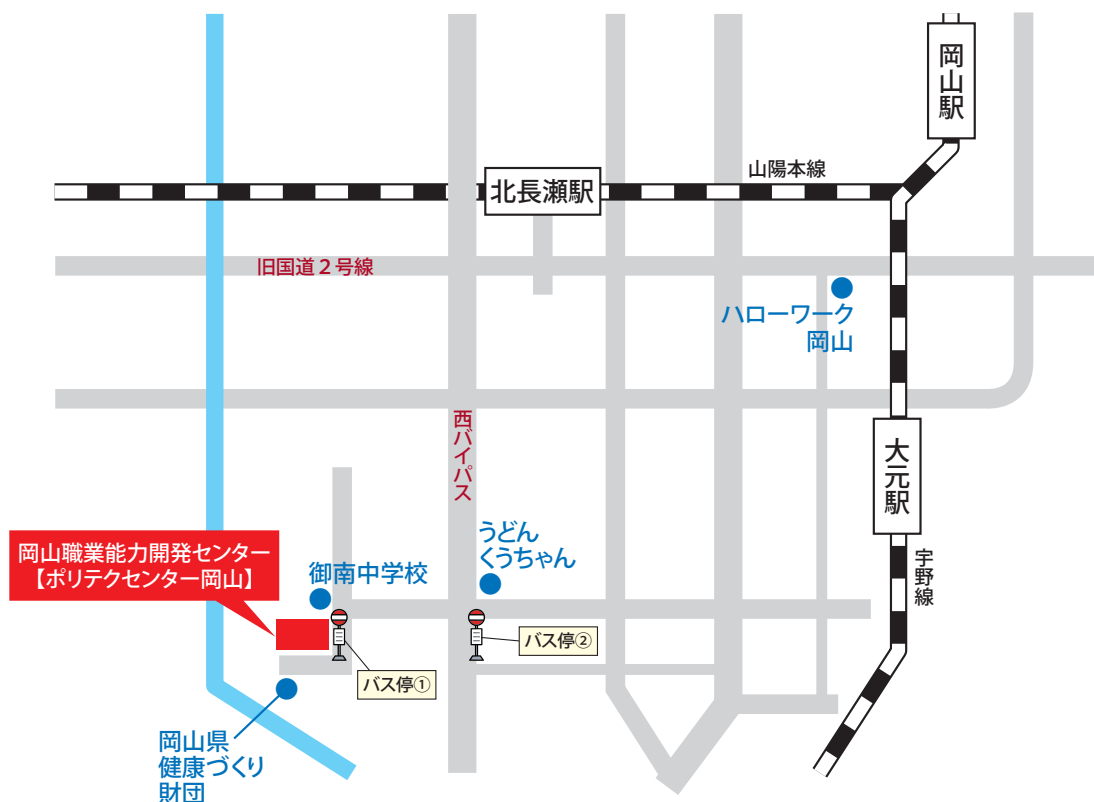 岡山駅
山陽本線
北長瀬駅
旧国道２号線
ハローワーク
岡山
西バイパス
大元駅
うどん
くうちゃん
岡山職業能力開発センター
【ポリテクセンター岡山】
御南中学校
宇野線
バス停②
バス停①
岡山県
健康づくり
財団